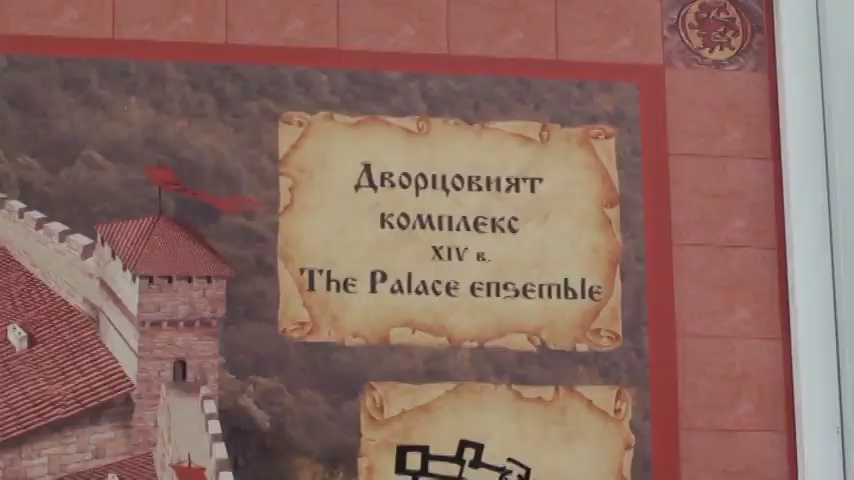 Дворцовият
комплекс
XIV в.
The Palace ensemble